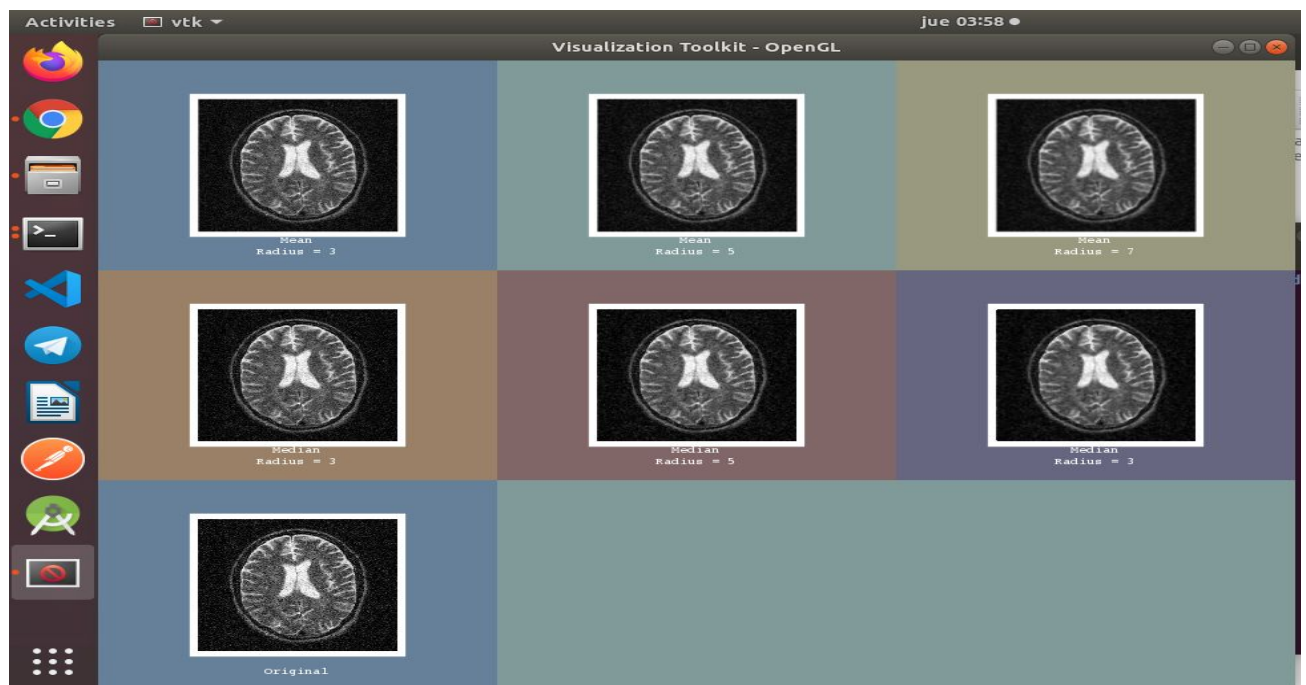 Activities vtk jue 03:58
Visualization Toolkit - OpenGL
Mean
Radius = 3
Mean
Radius = 5
Mean
Radius = 7
Median
Radius = 3
Median
Radius = 5
Median
Radius = 3
Original